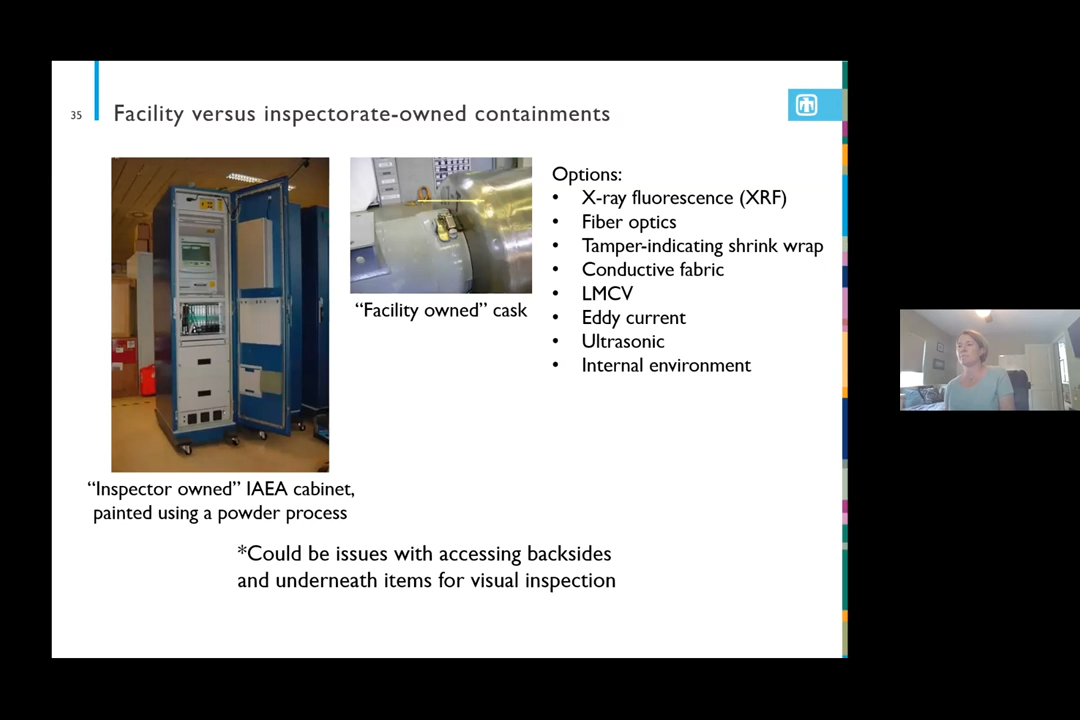 35
Facility versus inspectorate-owned containments
Options:
• X-ray fluorescence (XRF)
• Fiber optics
• Tamper-indicating shrink wrap
• Conductive fabric
• LMCV
• Eddy current
• Ultrasonic
• Internal environment
"Facility owned" cask
"Inspector owned" IAEA cabinet,
painted using a powder process
*Could be issues with accessing backsides
and underneath items for visual inspection